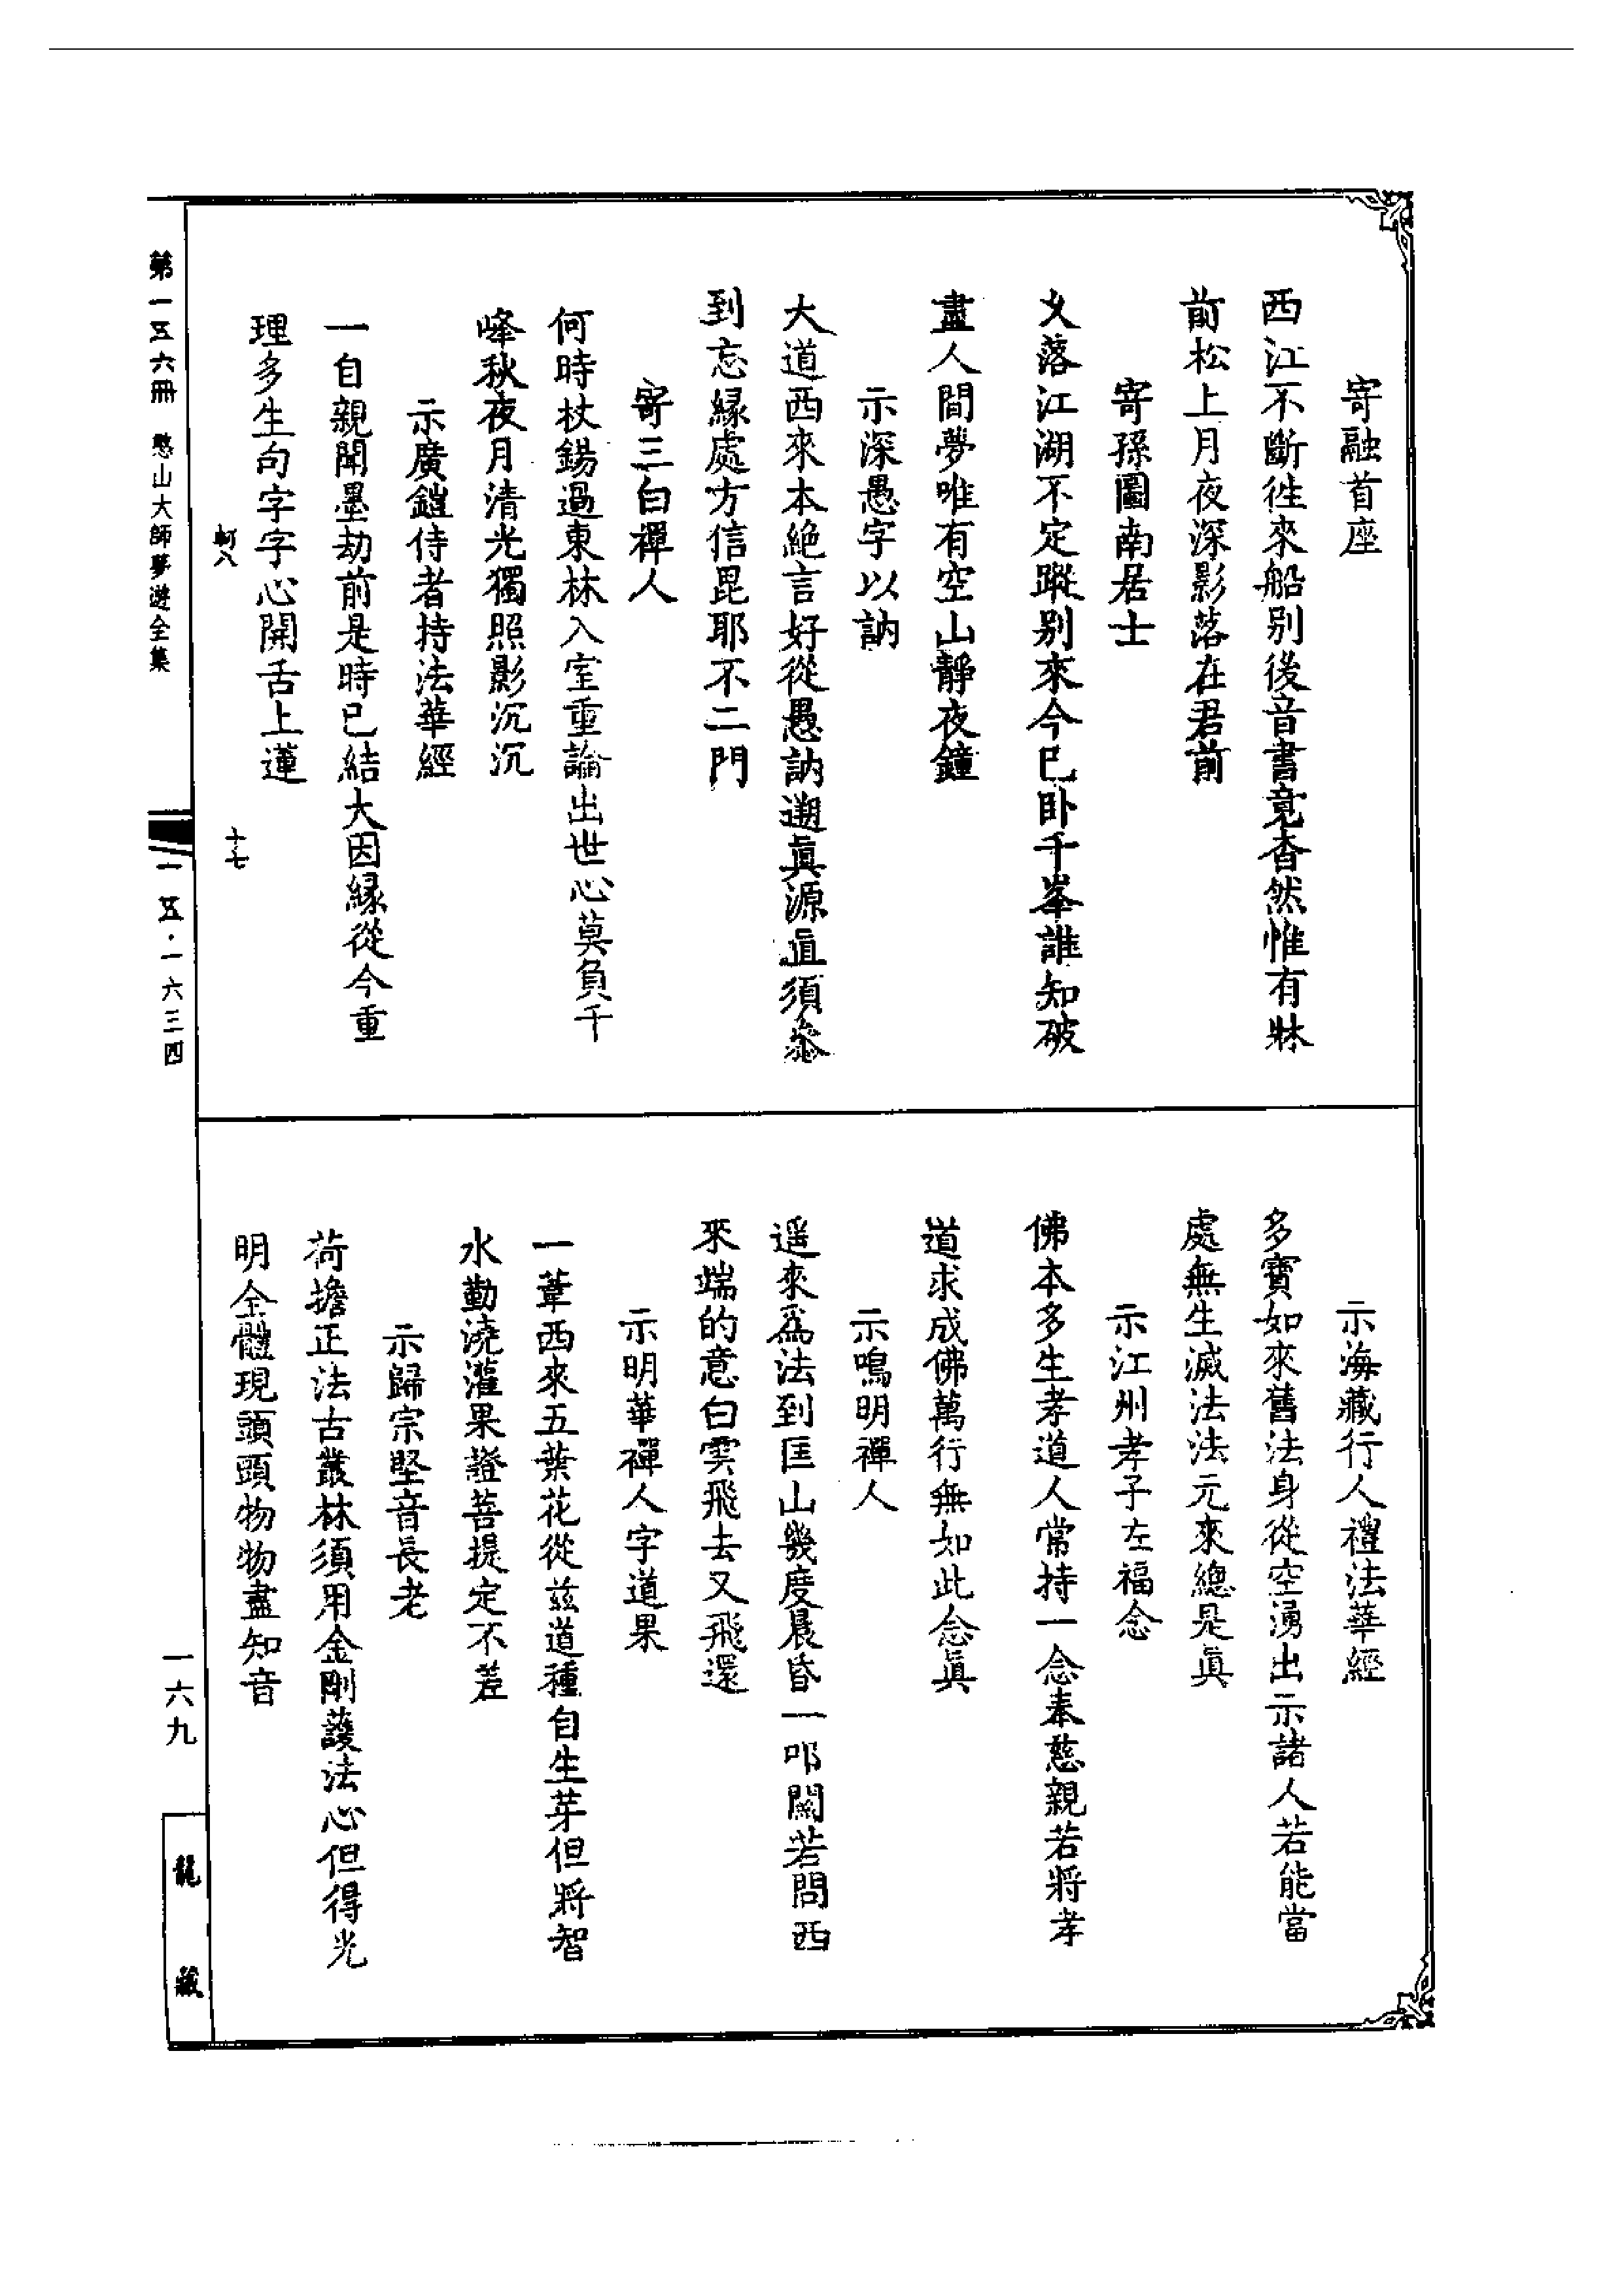 寄融首座
西江不斷徃來船别後音書竟杳然惟有牀
前松上月夜深影落在君前
寄孫圖南居士
乆落江湖不定蹤别來今已卧千峯誰知破
盡人間夢唯有空山靜夜鐘
示深愚字以訥
大道西來本絶言好從愚訥遡眞源直須叅
到忘緣處方信毘耶不二門
寄三白禪人
何時杖錫過東林入室重論出世心莫負千
峰秋夜月清光獨照影沉沉
示廣鎧侍者持法華經
一自親聞墨劫前是時已結大因緣從今重
理多生句字字心開舌上蓮
多寶如來舊法身從空湧出示諸人若能當
處無生滅法法元來總是眞
示海藏行人禮法華經
示江州孝子左福念
佛本多生孝道人常持一念奉慈親若將孝
道求成佛萬行無如此念眞
示鳴明禪人
遥來爲法到匡山幾度晨昏一叩關若問西
來端的意白雲飛去又飛還
示明華禪人字道果
一葦西來五葉花從兹道種自生芽但將智
水勤澆灌果證菩提定不差
示歸宗堅音長老
荷擔正法古叢林須用金剛護法心但得光
明全體現頭頭物物盡知音
第一五六冊 憨山大師夢遊全集
十七
一五·一六三四
一六九
龍藏